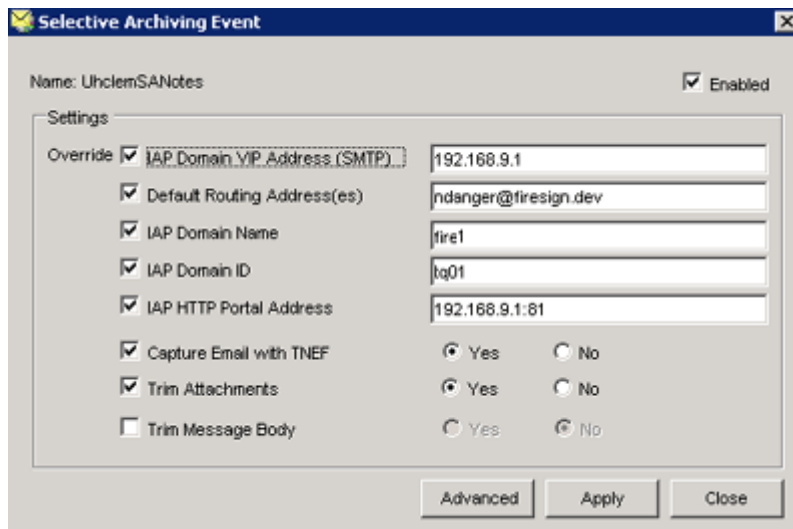 Selective Archiving Event
Name: UhclemSANotes
Enabled
Settings
Override IAP Domain VIP Address (SMTP) 192.168.9.1
Default Routing Address(es) ndanger@firesign.dev
IAP Domain Name fire1
IAP Domain ID tq01
IAP HTTP Portal Address 192.168.9.1:81
Capture Email with TNEF Yes No
Trim Attachments Yes No
Trim Message Body Yes No
Advanced Apply Close